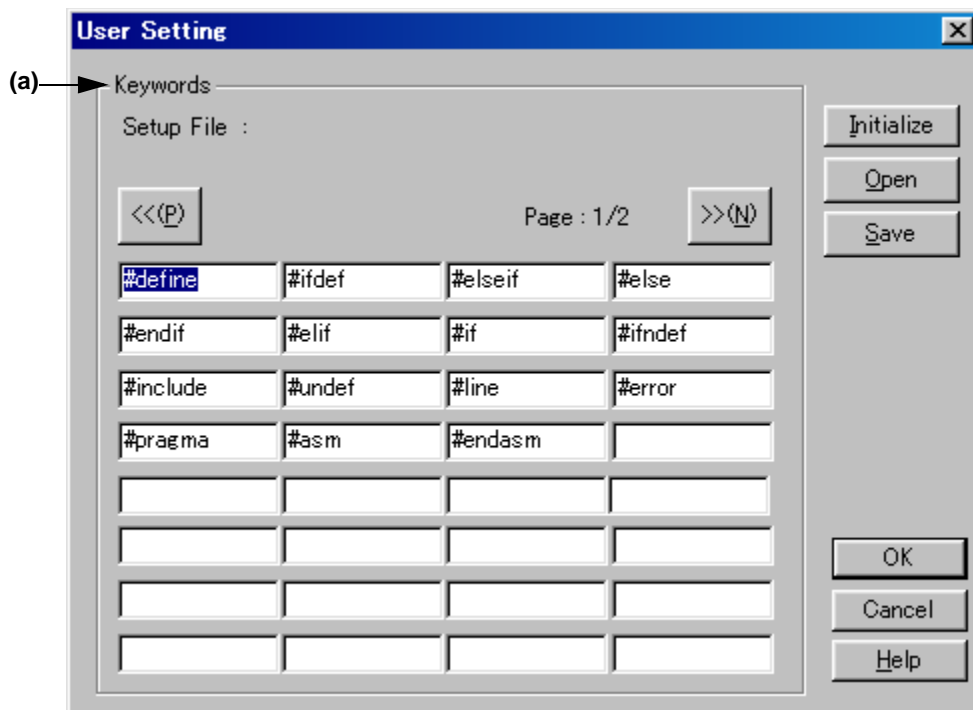 User Setting
(a)
Keywords
Setup File :
<<(P) Page : 1/2 >>(N)
#define #ifdef #elseif #else
#endif #elif #if #ifndef
#include #undef #line #error
#pragma #asm #endasm
Initialize
Open
Save
OK
Cancel
Help